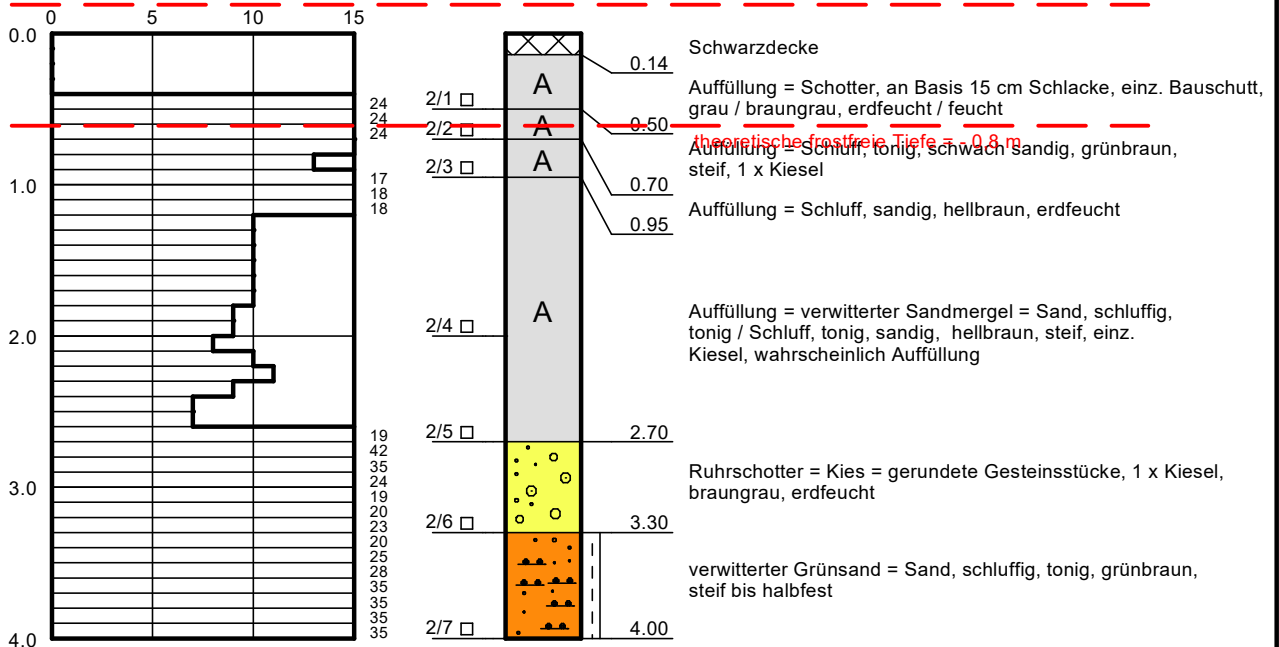 0 5 10 15
0.0
Schwarzdecke
0.14
Auffüllung = Schotter, an Basis 15 cm Schlacke, einz. Bauschutt,
grau / braungrau, erdfeucht / feucht
A
2/1
24
24
24
0.50
2/2
A
theoretische frostfreie Tiefe = - 0.8 m
Auffüllung = Schluff, tonig, schwach sandig, grünbraun,
steif, 1 x Kiesel
2/3
A
17
18
18
1.0
0.70
Auffüllung = Schluff, sandig, hellbraun, erdfeucht
0.95
A
2/4
2.0
Auffüllung = verwitterter Sandmergel = Sand, schluffig,
tonig / Schluff, tonig, sandig, hellbraun, steif, einz.
Kiesel, wahrscheinlich Auffüllung
2/5
2.70
19
42
35
24
19
20
23
3.0
Ruhrschotter = Kies = gerundete Gesteinsstücke, 1 x Kiesel,
braungrau, erdfeucht
2/6
3.30
20
25
28
35
35
35
35
verwitterter Grünsand = Sand, schluffig, tonig, grünbraun,
steif bis halbfest
2/7
4.00
4.0